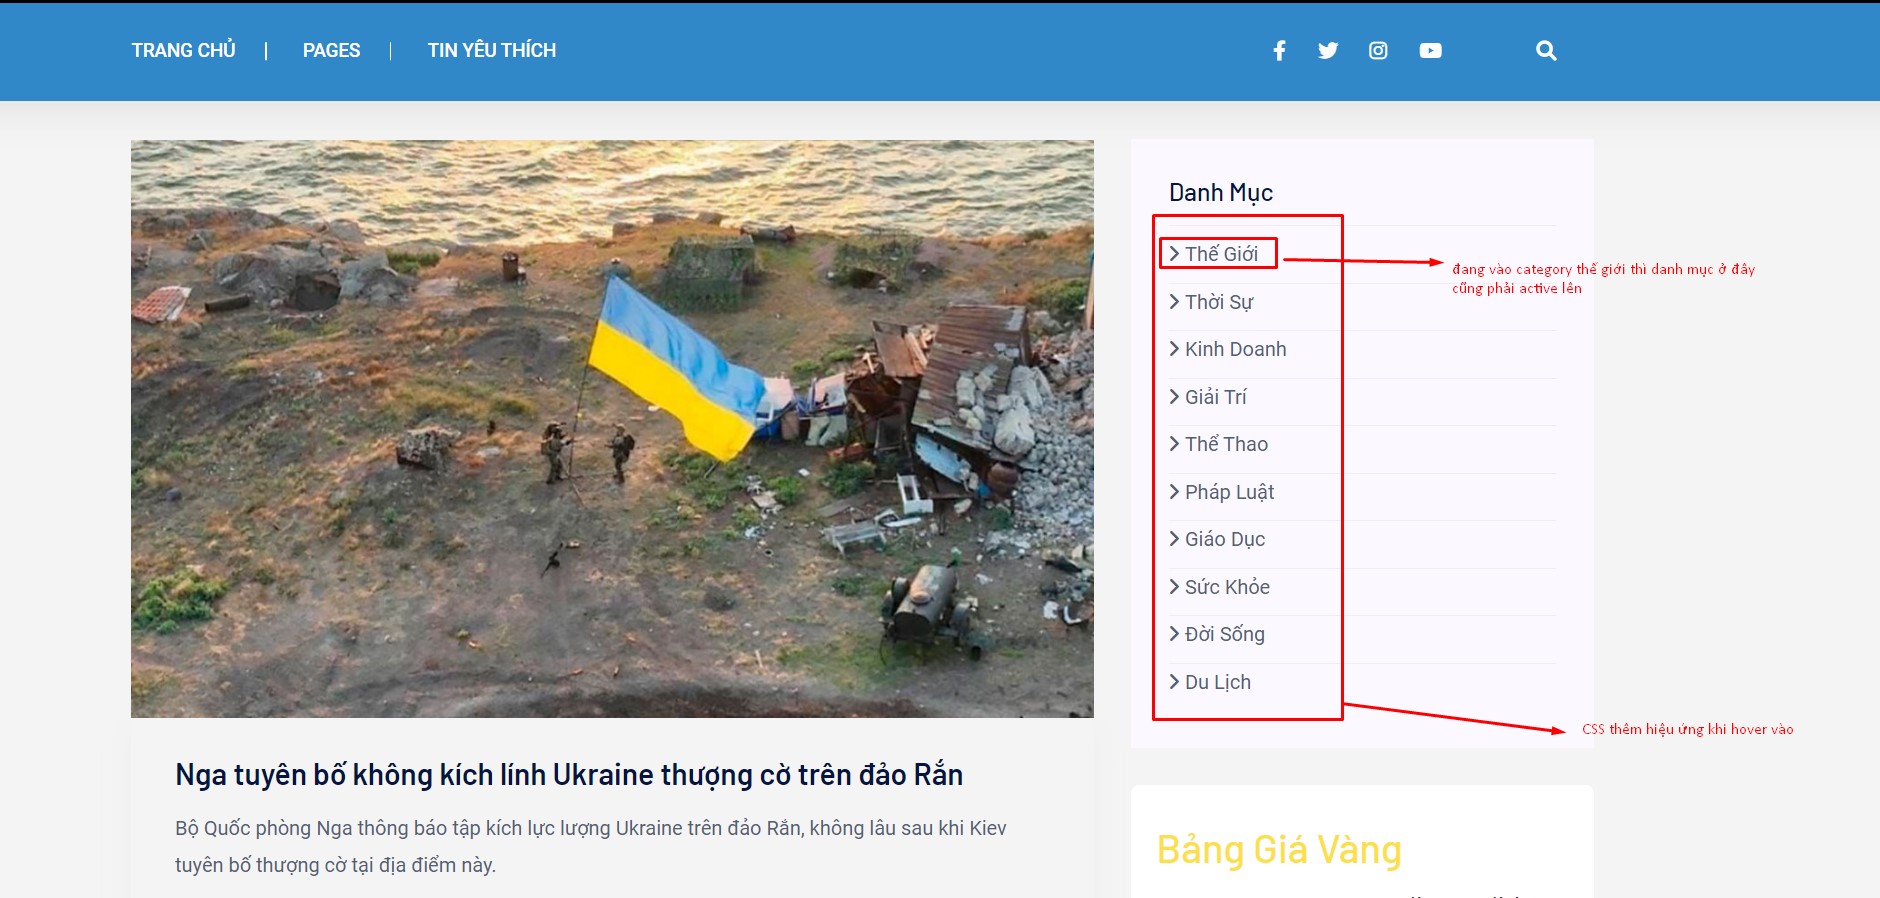 TRANG CHỦ | PAGES | TIN YÊU THÍCH
Danh Mục
Thế Giới
đang vào category thế giới thì danh mục ở đây
cũng phải active lên
Thời Sự
Kinh Doanh
Giải Trí
Thể Thao
Pháp Luật
Giáo Dục
Sức Khỏe
Đời Sống
Du Lịch
CSS thêm hiệu ứng khi hover vào
Nga tuyên bố không kích lính Ukraine thượng cờ trên đảo Rắn
Bộ Quốc phòng Nga thông báo tập kích lực lượng Ukraine trên đảo Rắn, không lâu sau khi Kiev
tuyên bố thượng cờ tại địa điểm này.
Bảng Giá Vàng